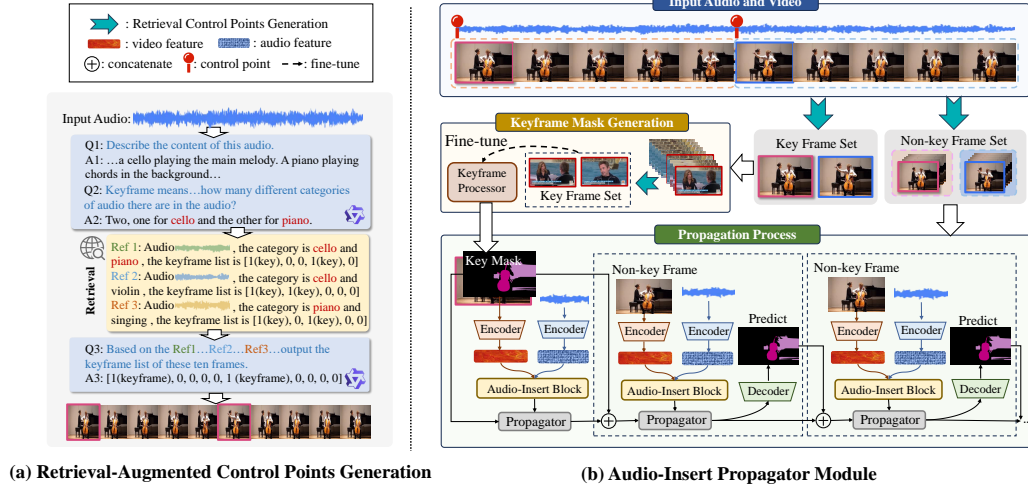 : Retrieval Control Points Generation
: video feature
: audio feature
: concatenate
: control point
: fine-tune
Input Audio:
Q1: Describe the content of this audio.
A1: …a cello playing the main melody. A piano playing
chords in the background…
Q2: Keyframe means…how many different categories
of audio there are in the audio?
A2: Two, one for cello and the other for piano.
Retrieval
Ref 1: Audio , the category is cello and
piano , the keyframe list is [1(key), 0, 0, 1(key), 0]
Ref 2: Audio , the category is cello and
violin , the keyframe list is [1(key), 1(key), 0, 0, 0]
Ref 3: Audio , the category is piano and
singing , the keyframe list is [1(key), 0, 1(key), 0, 0]
Q3: Based on the Ref1…Ref2…Ref3…output the
keyframe list of these ten frames.
A3: [1(keyframe), 0, 0, 0, 0, 1 (keyframe), 0, 0, 0, 0]
(a) Retrieval-Augmented Control Points Generation
Input Audio and Video
Keyframe Mask Generation
Fine-tune
Keyframe
Processor
Key Frame Set
Key Frame Set
Non-key Frame Set
Propagation Process
Key Mask
Encoder
Encoder
Audio-Insert Block
Propagator
Non-key Frame
Encoder
Encoder
Predict
Audio-Insert Block
Decoder
Propagator
Non-key Frame
Encoder
Encoder
Predict
Audio-Insert Block
Decoder
Propagator
...
(b) Audio-Insert Propagator Module